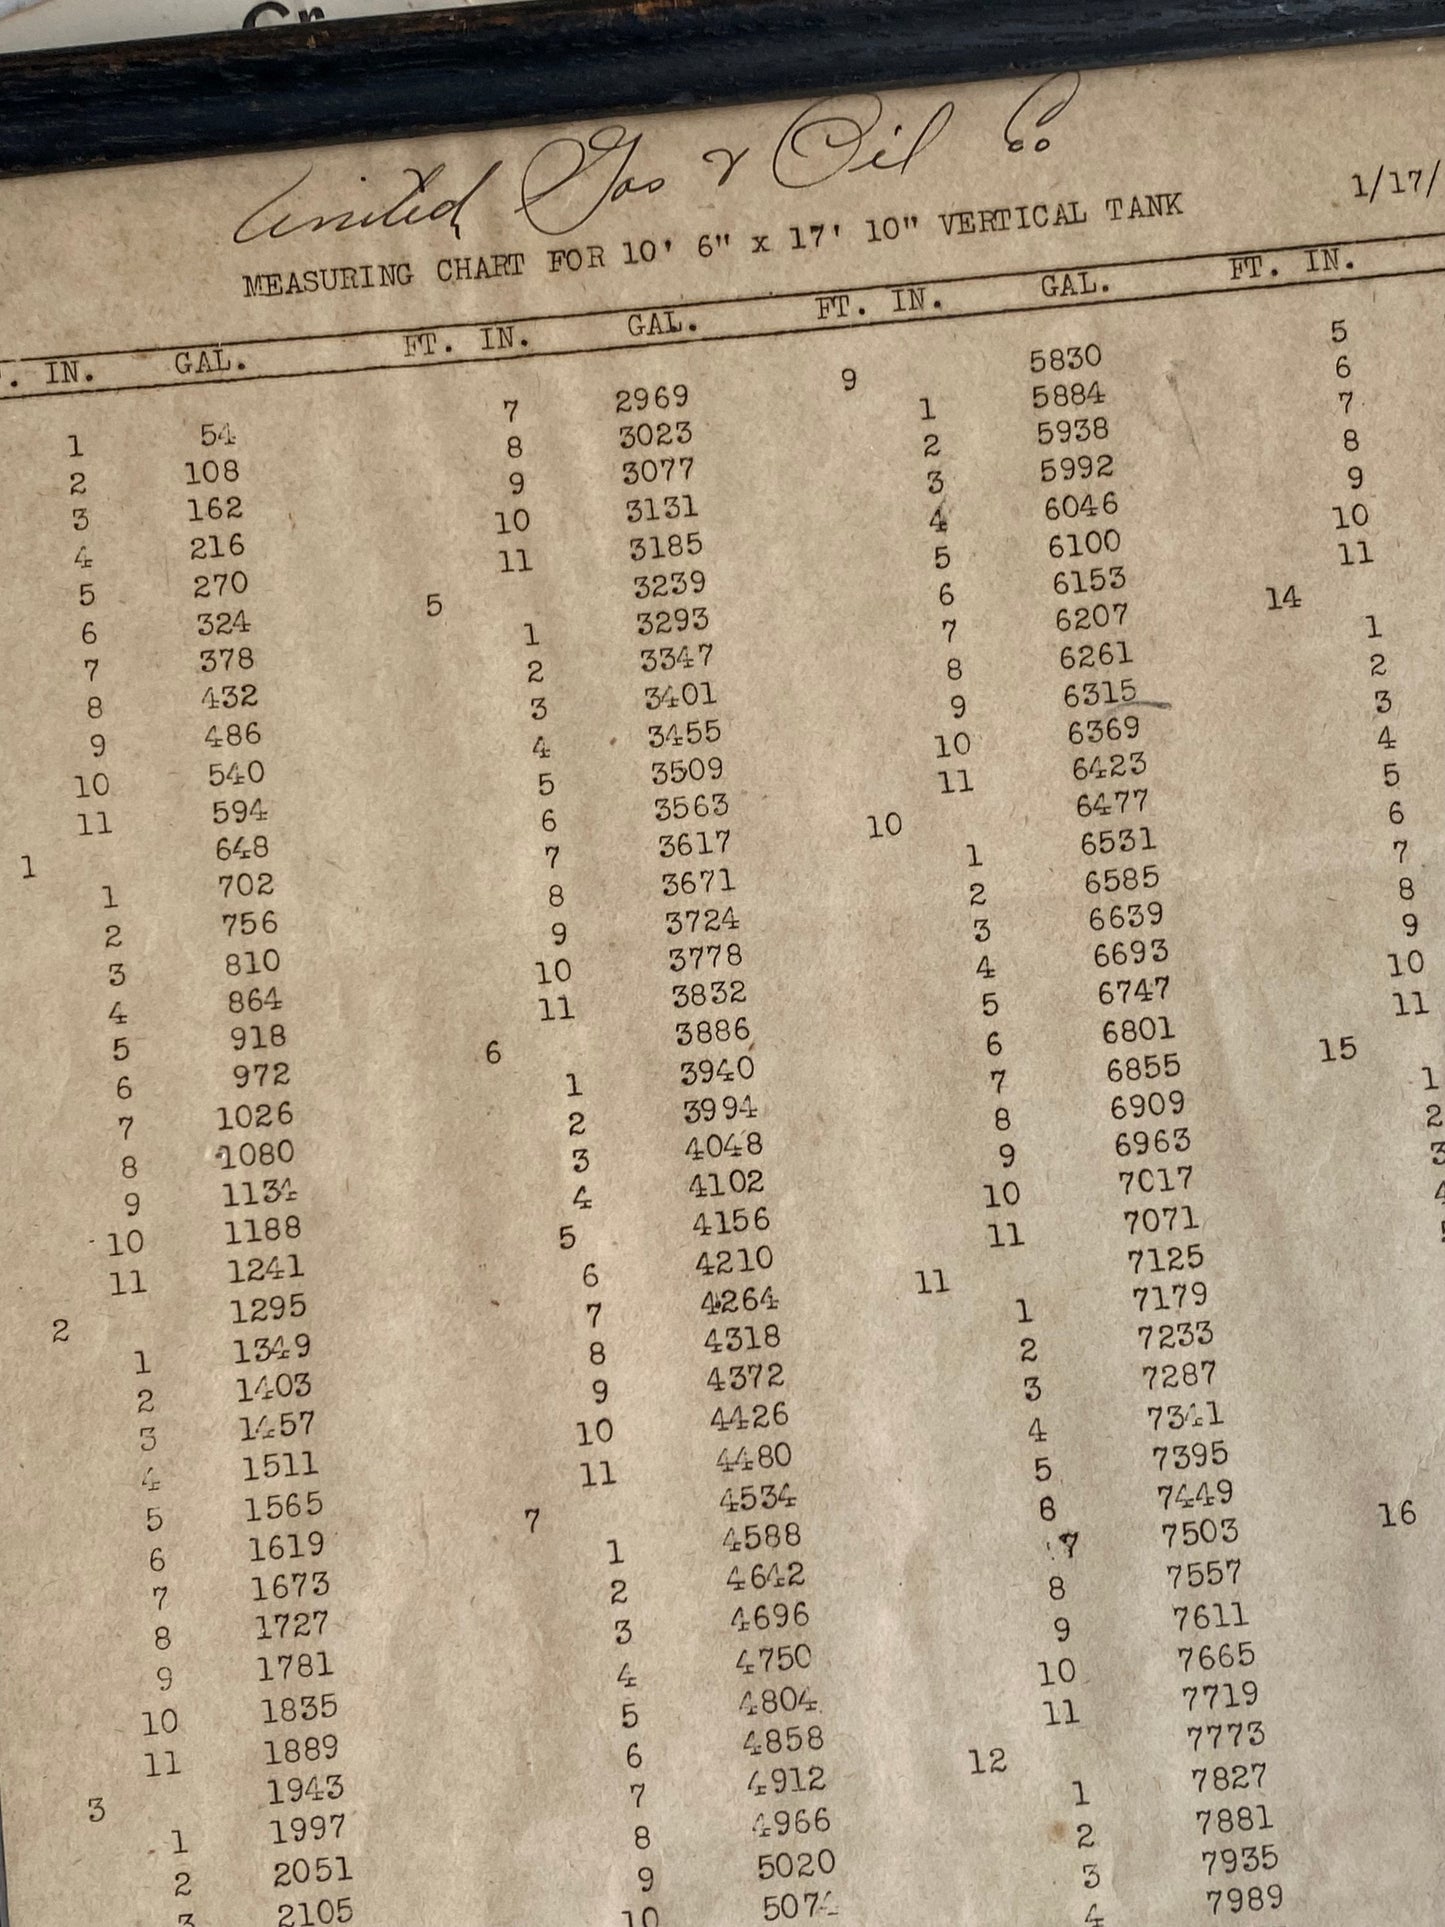 Gr
United Gas & Oil Co
1/17/
MEASURING CHART FOR 10' 6" x 17' 10" VERTICAL TANK
. IN. GAL. FT. IN. GAL. FT. IN. GAL. FT. IN.
1 54 7 2969 9 5830 5
2 108 8 3023 1 5884 6
3 162 9 3077 2 5938 7
4 216 10 3131 3 5992 8
5 270 11 3185 4 6046 9
6 324 5 3239 5 6100 10
7 378 1 3293 6 6153 11
8 432 2 3347 7 6207 14
9 486 3 3401 8 6261 1
10 540 4 3455 9 6315 2
11 594 5 3509 10 6369 3
1 648 6 3563 11 6423 4
1 702 7 3617 10 6477 5
2 756 8 3671 1 6531 6
3 810 9 3724 2 6585 7
4 864 10 3778 3 6639 8
5 918 11 3832 4 6693 9
6 972 6 3886 5 6747 10
7 1026 1 3940 6 6801 11
8 1080 2 3994 7 6855 15
9 1134 3 4048 8 6909 1
10 1188 4 4102 9 6963 2
11 1241 5 4156 10 7017 3
2 1295 6 4210 11 7071 4
1 1349 7 4264 11 7125
2 1403 8 4318 1 7179
3 1457 9 4372 2 7233
4 1511 10 4426 3 7287
5 1565 11 4480 4 7341
6 1619 7 4534 5 7395
7 1673 1 4588 6 7449
8 1727 2 4642 7 7503 16
9 1781 3 4696 8 7557
10 1835 4 4750 9 7611
11 1889 5 4804 10 7665
3 1943 6 4858 11 7719
1 1997 7 4912 12 7773
2 2051 8 4966 1 7827
3 2105 9 5020 2 7881
10 5074 3 7935
4 7989